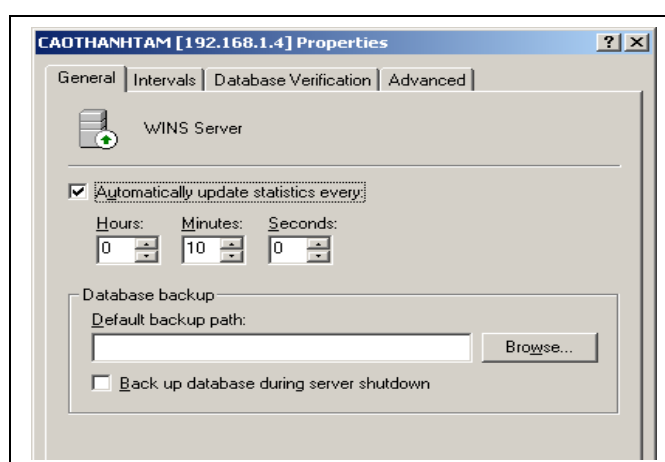 CAOTHANHTAM [192.168.1.4] Properties
General Intervals Database Verification Advanced
WINS Server
Automatically update statistics every:
Hours: Minutes: Seconds:
0 10 0
Database backup
Default backup path:
Browse...
Back up database during server shutdown